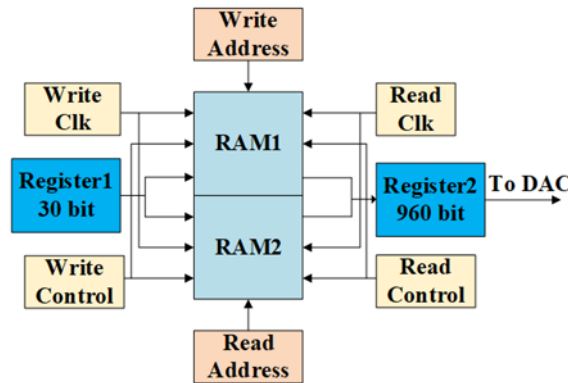 Write
Address
Write
Clk
Read
Clk
RAM1
Register1
30 bit
Register2
960 bit
To DAC
RAM2
Write
Control
Read
Control
Read
Address